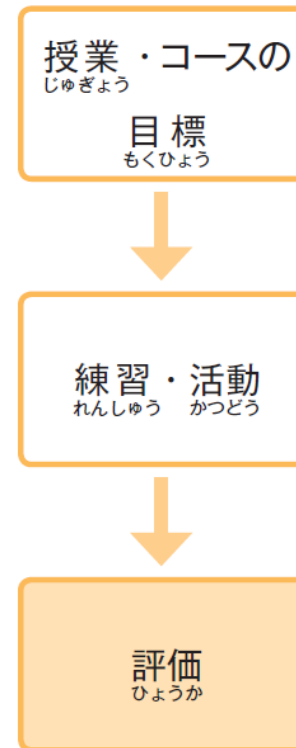 授業・コースの
じゅぎょう
目標
もくひょう
練習・活動
れんしゅう かつどう
評価
ひょうか